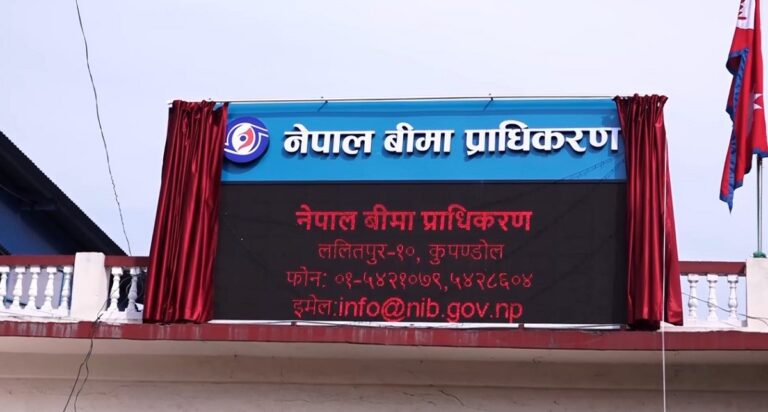 नेपाल बीमा प्राधिकरण
नेपाल बीमा प्राधिकरण
ललितपुर-१०, कुपण्डोल
फोन: ०१-५४२१०७९,५४२८६०४
इमेल:info@nib.gov.np